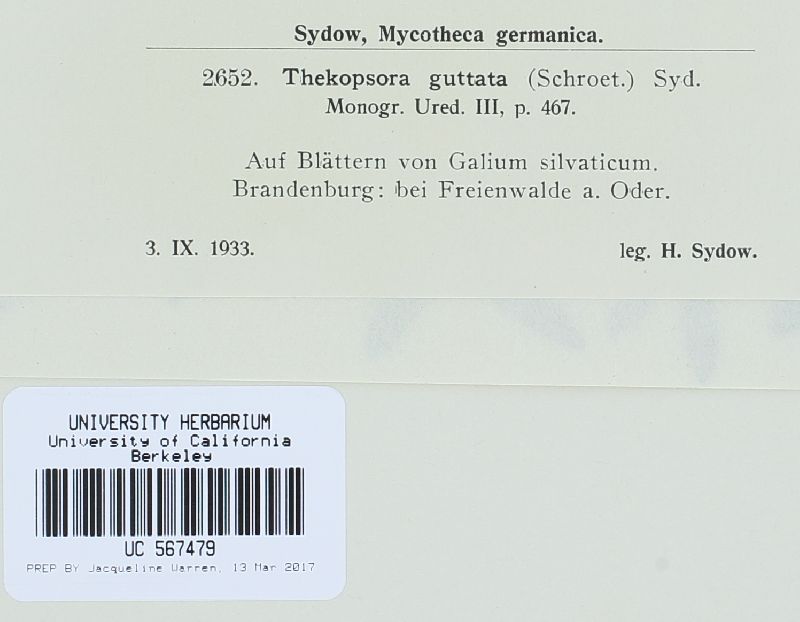 Sydow, Mycotheca germanica.
2652. Thekopsora guttata (Schroet.) Syd.
Monogr. Ured. III, p. 467.
Auf Blättern von Galium silvaticum.
Brandenburg: bei Freienwalde a. Oder.
3. IX. 1933. leg. H. Sydow.
UNIVERSITY HERBARIUM
University of California
Berkeley
UC 567479
PREP BY Jacqueline Warren, 13 Mar 2017